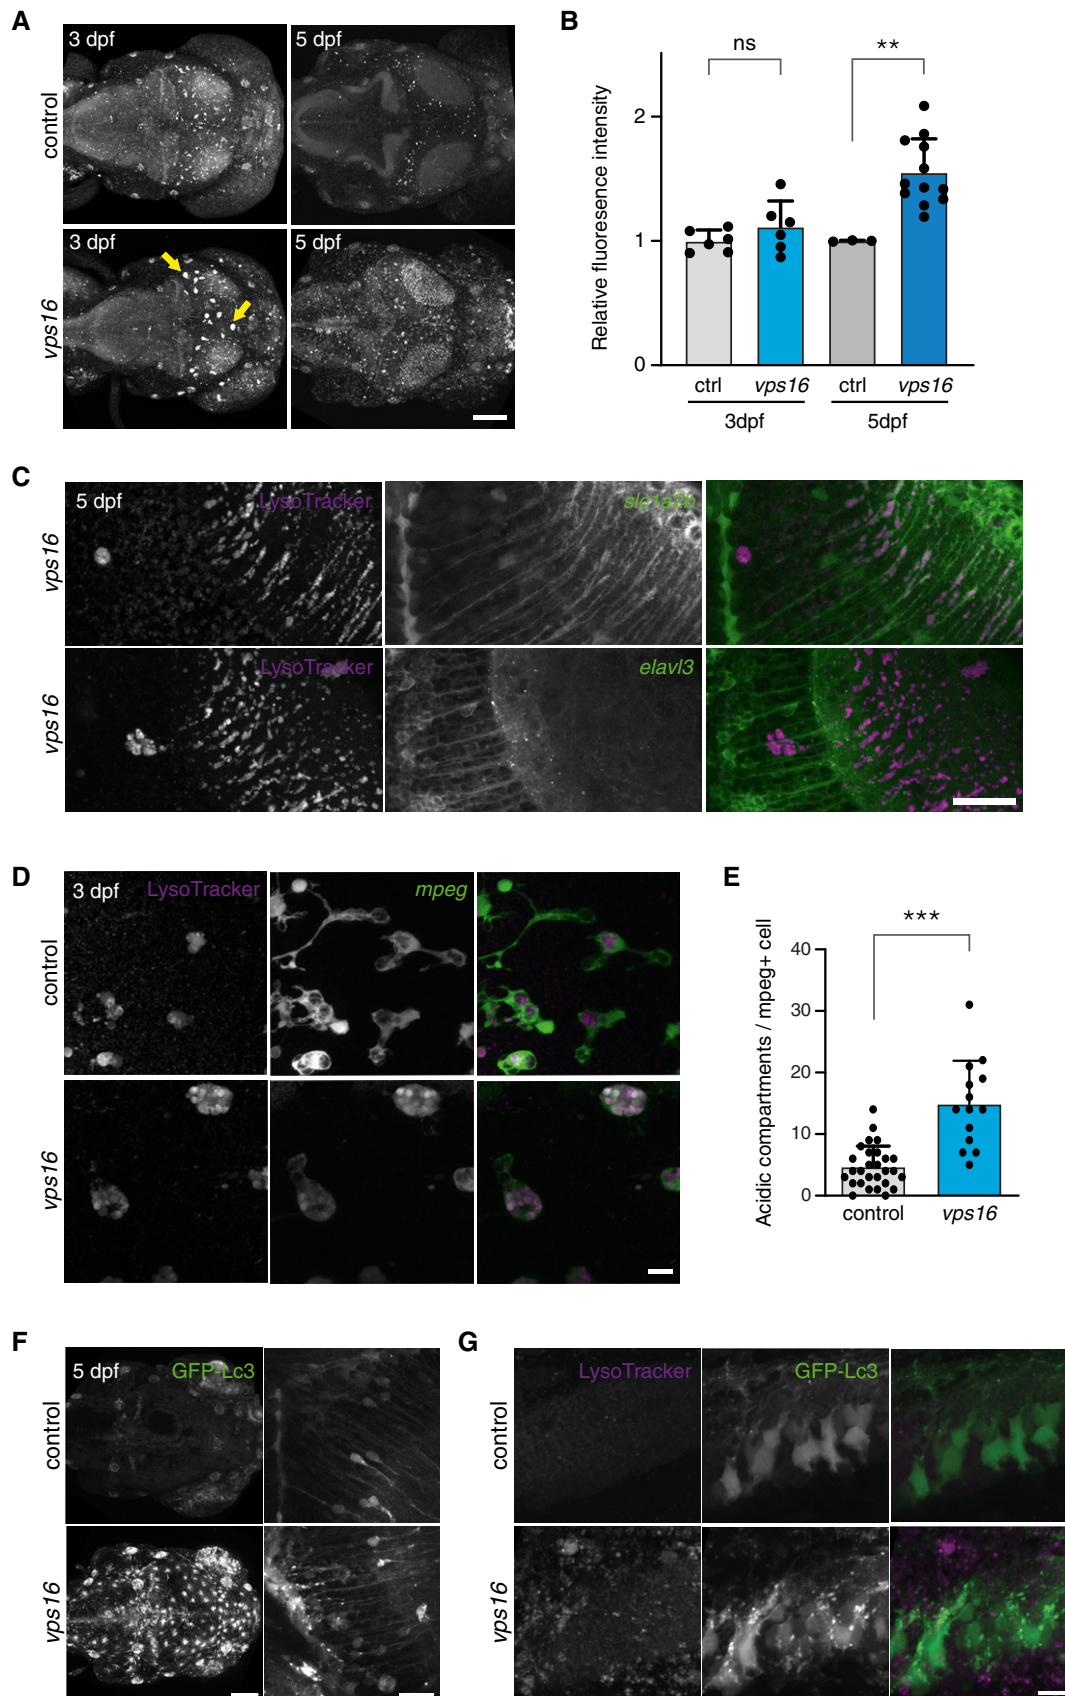 A
3 dpf
5 dpf
control
3 dpf
5 dpf
vps16
B
ns
**
Relative fluoresence intensity
2
1
0
ctrl
vps16
ctrl
vps16
3dpf
5dpf
C
5 dpf
LysoTracker
slc1a2b
vps16
LysoTracker
elavl3
vps16
D
3 dpf
LysoTracker
mpeg
control
vps16
E
***
Acidic compartments / mpeg+ cell
40
30
20
10
0
control
vps16
F
5 dpf
GFP-Lc3
control
vps16
G
LysoTracker
GFP-Lc3
control
vps16